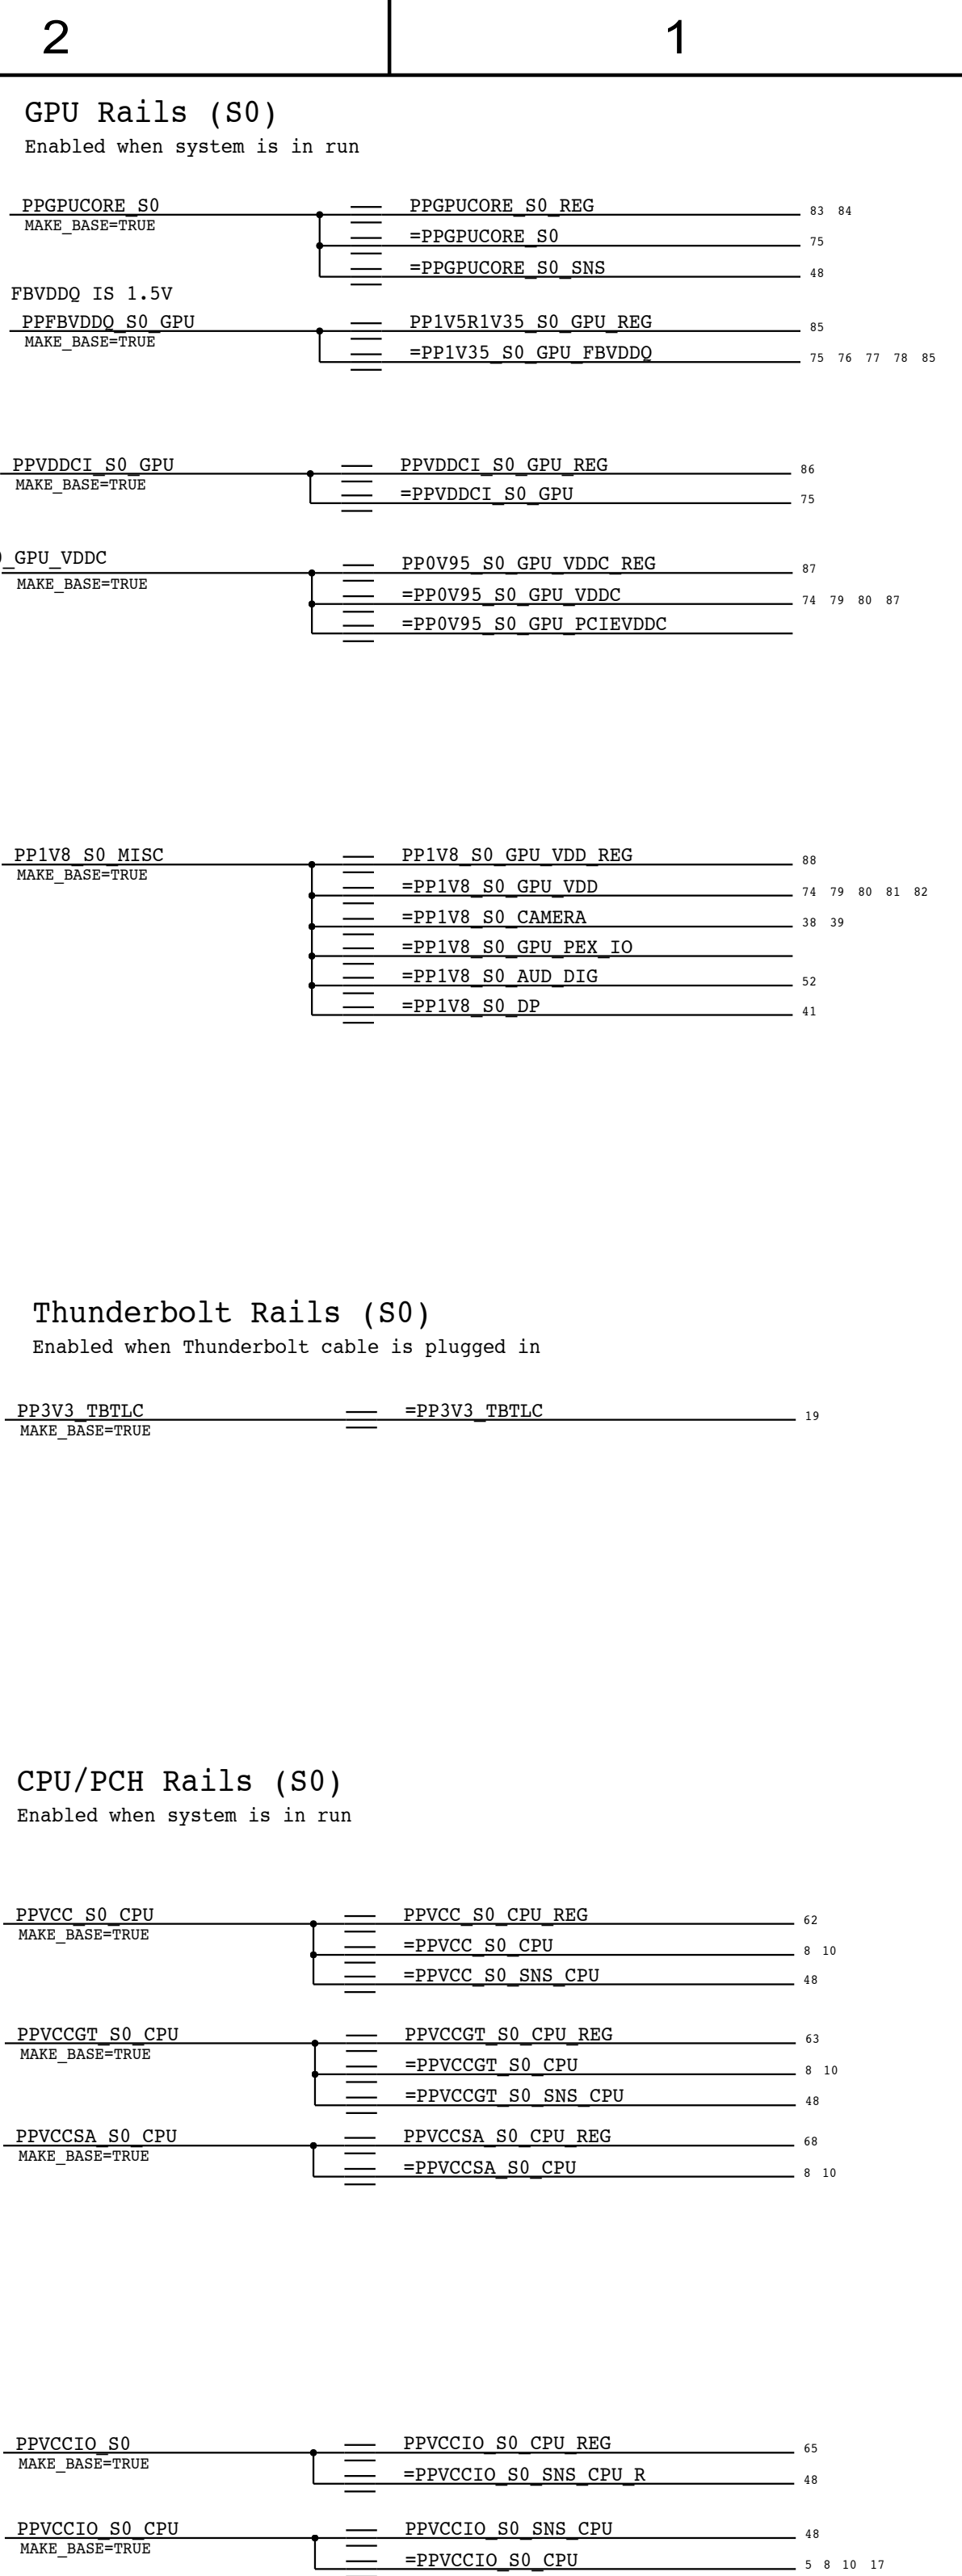 2 1
GPU Rails (S0)
Enabled when system is in run
PPGPUCORE_S0 PPGPUCORE_S0_REG 83 84
MAKE_BASE=TRUE
=PPGPUCORE_S0 75
=PPGPUCORE_S0_SNS 48
FBVDDQ IS 1.5V
PPFBVDDQ_S0_GPU PP1V5R1V35_S0_GPU_REG 85
MAKE_BASE=TRUE
=PP1V35_S0_GPU_FBVDDQ 75 76 77 78 85
PPVDDCI_S0_GPU PPVDDCI_S0_GPU_REG 86
MAKE_BASE=TRUE
=PPVDDCI_S0_GPU 75
_GPU_VDDC PP0V95_S0_GPU_VDDC_REG 87
MAKE_BASE=TRUE
=PP0V95_S0_GPU_VDDC 74 79 80 87
=PP0V95_S0_GPU_PCIEVDDC
PP1V8_S0_MISC PP1V8_S0_GPU_VDD_REG 88
MAKE_BASE=TRUE
=PP1V8_S0_GPU_VDD 74 79 80 81 82
=PP1V8_S0_CAMERA 38 39
=PP1V8_S0_GPU_PEX_IO
=PP1V8_S0_AUD_DIG 52
=PP1V8_S0_DP 41
Thunderbolt Rails (S0)
Enabled when Thunderbolt cable is plugged in
PP3V3_TBTLC =PP3V3_TBTLC 19
MAKE_BASE=TRUE
CPU/PCH Rails (S0)
Enabled when system is in run
PPVCC_S0_CPU PPVCC_S0_CPU_REG 62
MAKE_BASE=TRUE
=PPVCC_S0_CPU 8 10
=PPVCC_S0_SNS_CPU 48
PPVCCGT_S0_CPU PPVCCGT_S0_CPU_REG 63
MAKE_BASE=TRUE
=PPVCCGT_S0_CPU 8 10
=PPVCCGT_S0_SNS_CPU 48
PPVCCSA_S0_CPU PPVCCSA_S0_CPU_REG 68
MAKE_BASE=TRUE
=PPVCCSA_S0_CPU 8 10
PPVCCIO_S0 PPVCCIO_S0_CPU_REG 65
MAKE_BASE=TRUE
=PPVCCIO_S0_SNS_CPU_R 48
PPVCCIO_S0_CPU PPVCCIO_S0_SNS_CPU 48
MAKE_BASE=TRUE
=PPVCCIO_S0_CPU 5 8 10 17